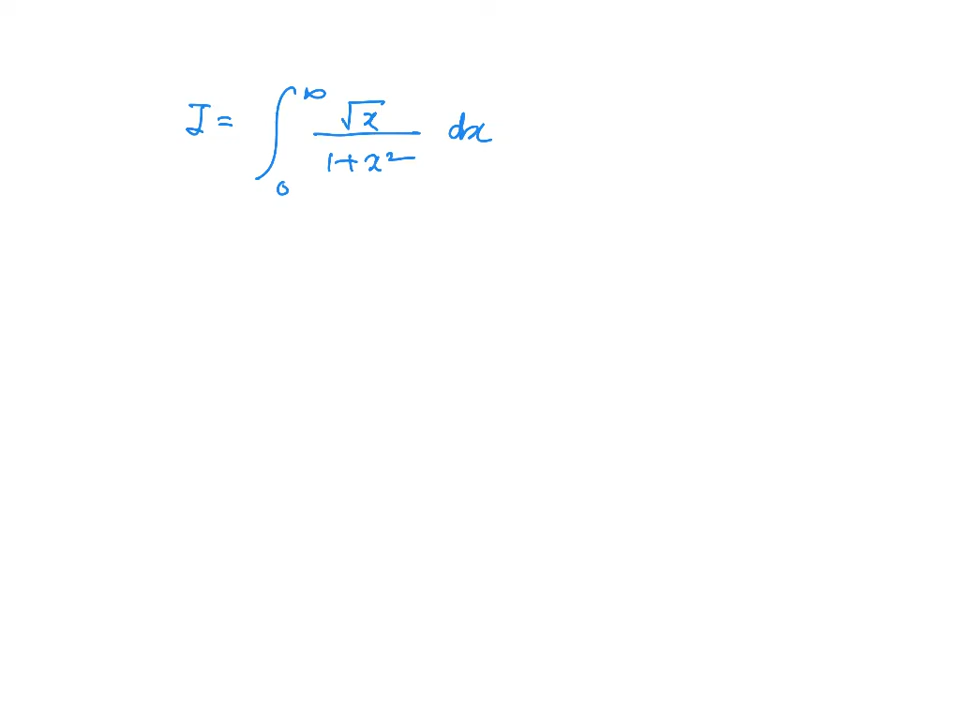 I = ∫₀^∞ √x / (1+x²) dx